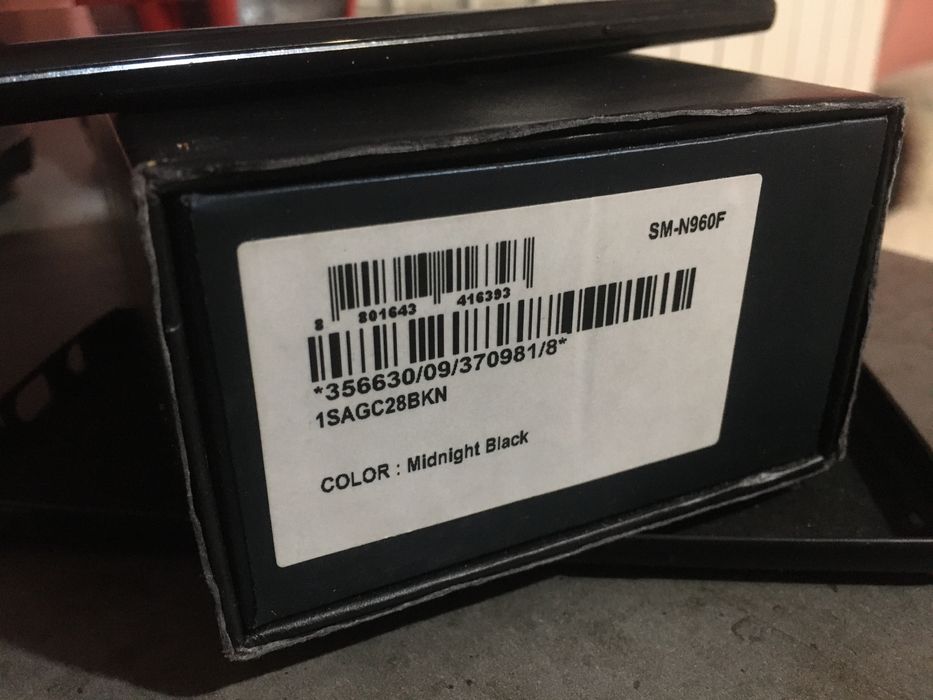 SM-N960F
8 801643 416393
*356630/09/370981/8*
1SAGC28BKN
COLOR : Midnight Black